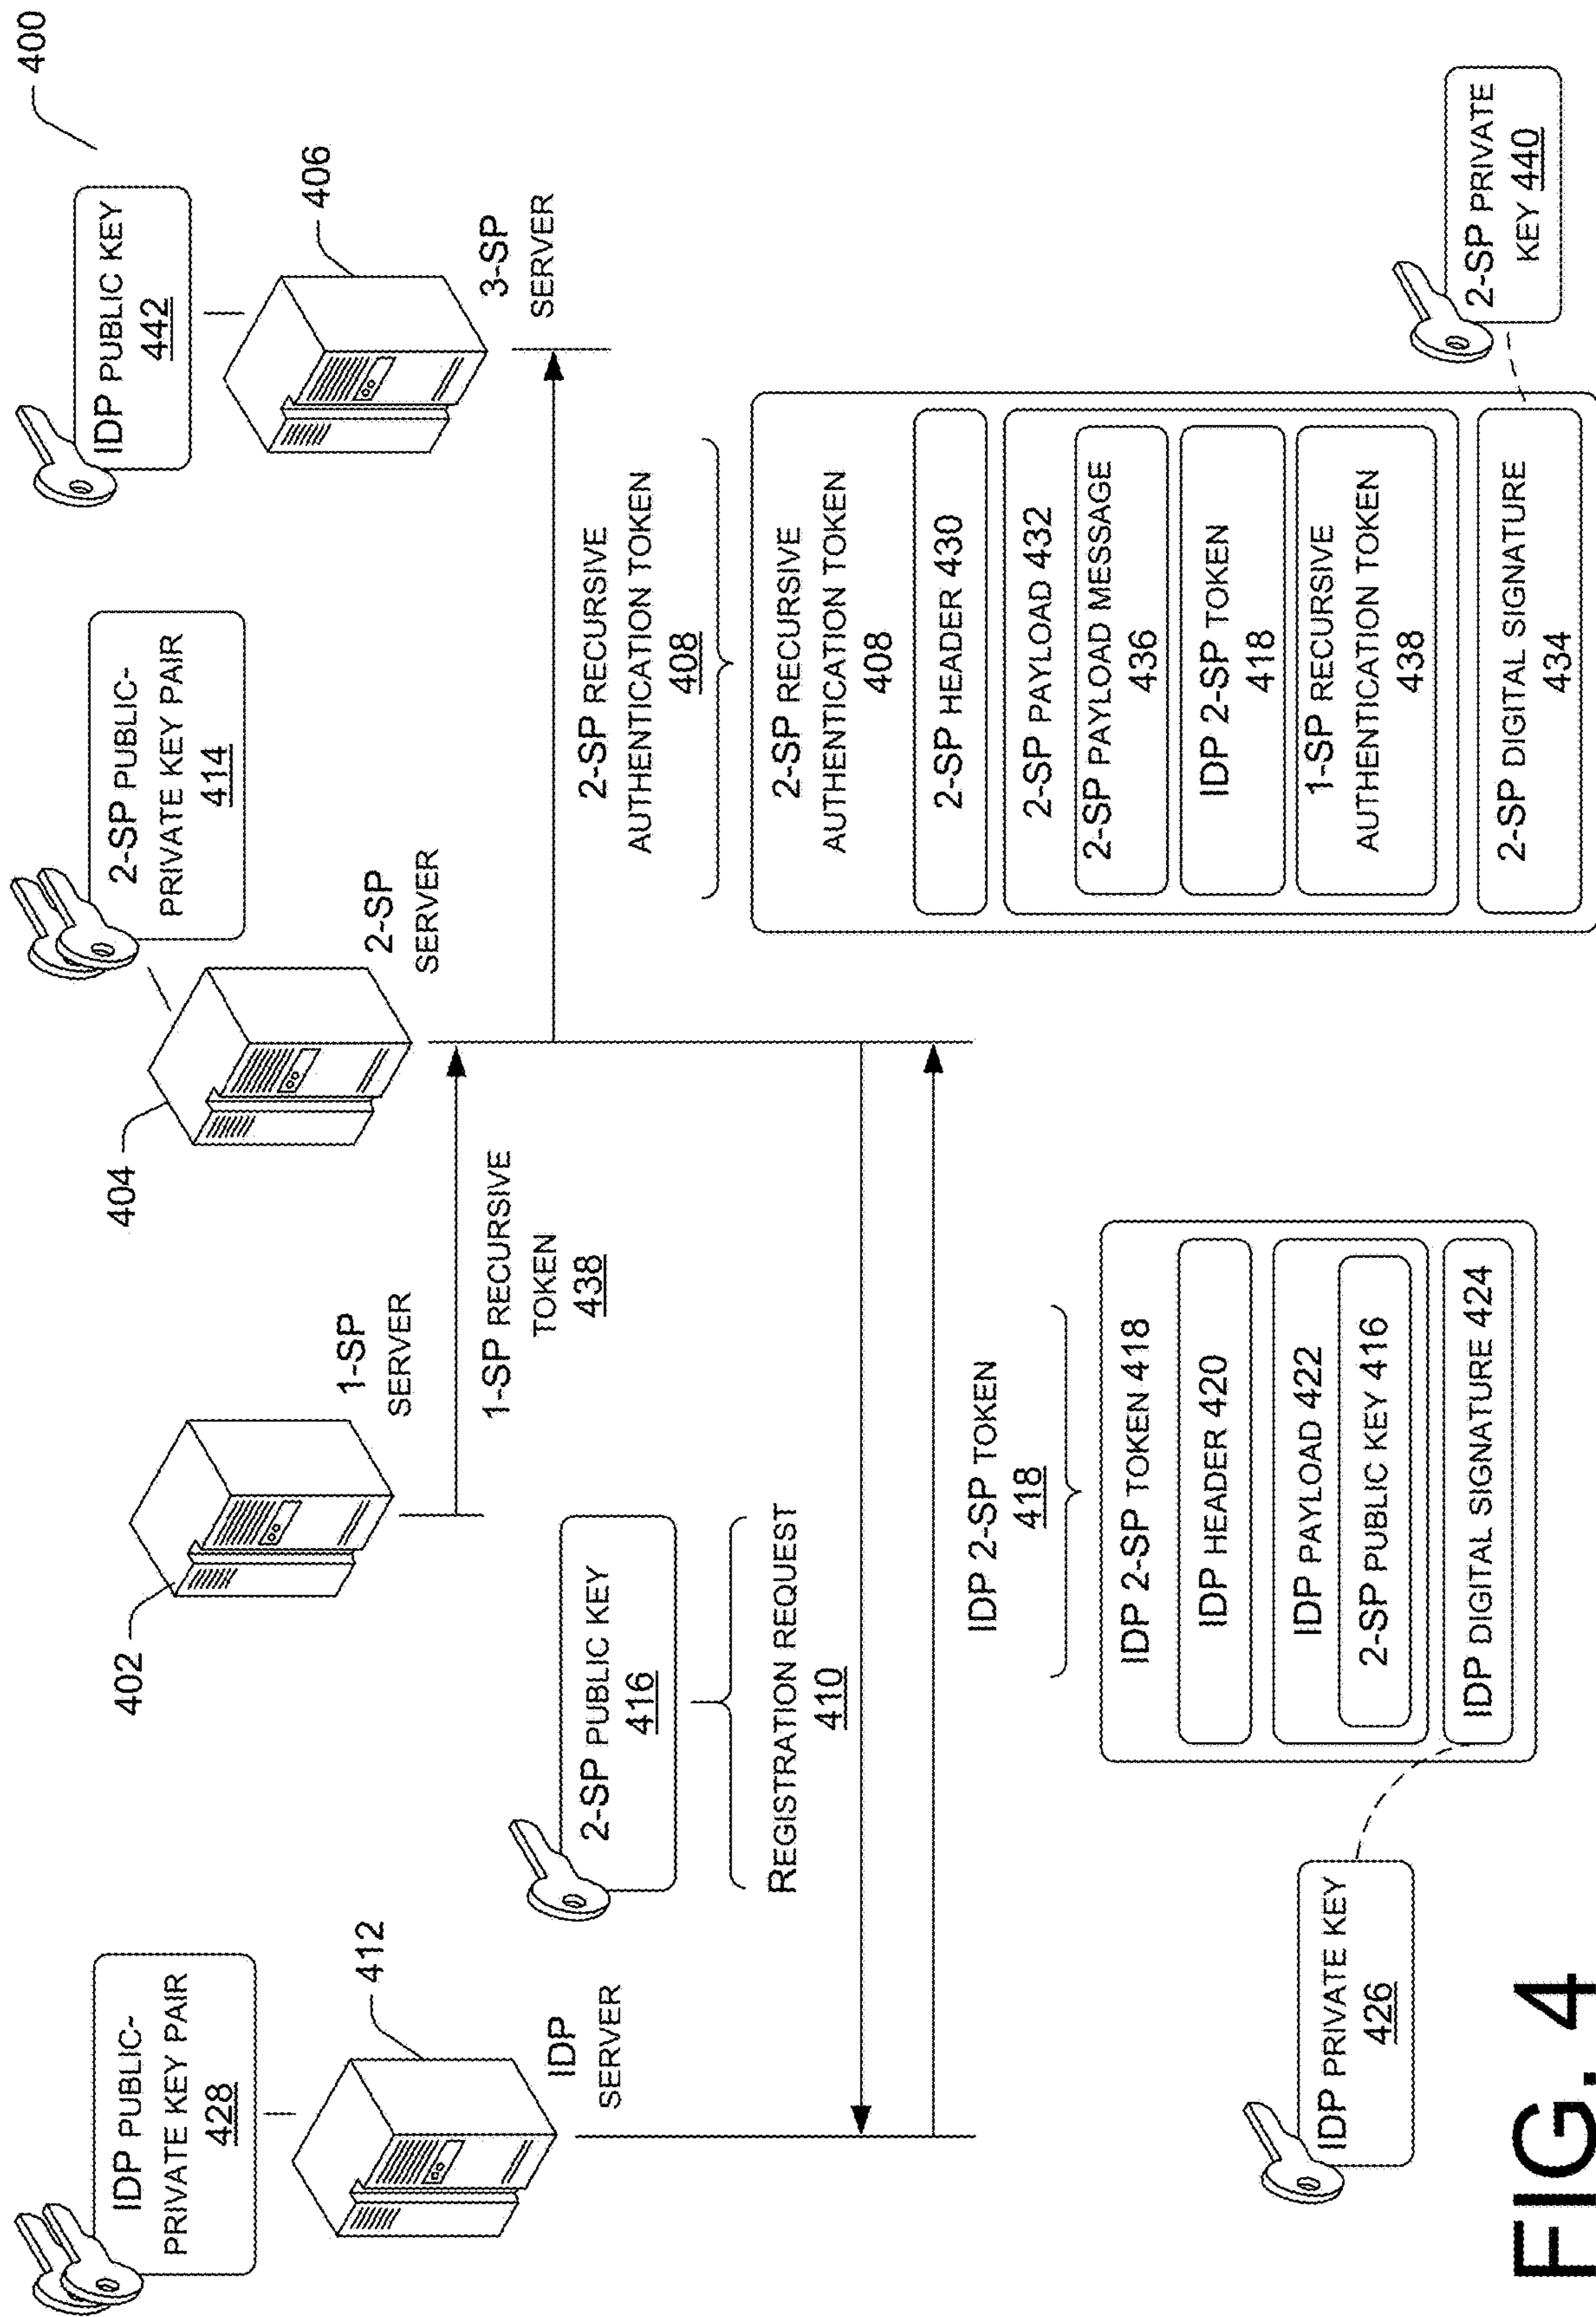 400
IDP PUBLIC-
PRIVATE KEY PAIR
428
412
IDP
SERVER
402
1-SP
SERVER
2-SP PUBLIC-
PRIVATE KEY PAIR
414
404
2-SP
SERVER
IDP PUBLIC KEY
442
406
3-SP
SERVER
1-SP RECURSIVE
TOKEN
438
2-SP PUBLIC KEY
416
REGISTRATION REQUEST
410
2-SP RECURSIVE
AUTHENTICATION TOKEN
408
IDP 2-SP TOKEN
418
IDP 2-SP TOKEN 418
IDP HEADER 420
IDP PAYLOAD 422
2-SP PUBLIC KEY 416
IDP DIGITAL SIGNATURE 424
IDP PRIVATE KEY
426
2-SP RECURSIVE
AUTHENTICATION TOKEN
408
2-SP HEADER 430
2-SP PAYLOAD 432
2-SP PAYLOAD MESSAGE
436
IDP 2-SP TOKEN
418
1-SP RECURSIVE
AUTHENTICATION TOKEN
438
2-SP DIGITAL SIGNATURE
434
2-SP PRIVATE
KEY 440
FIG. 4